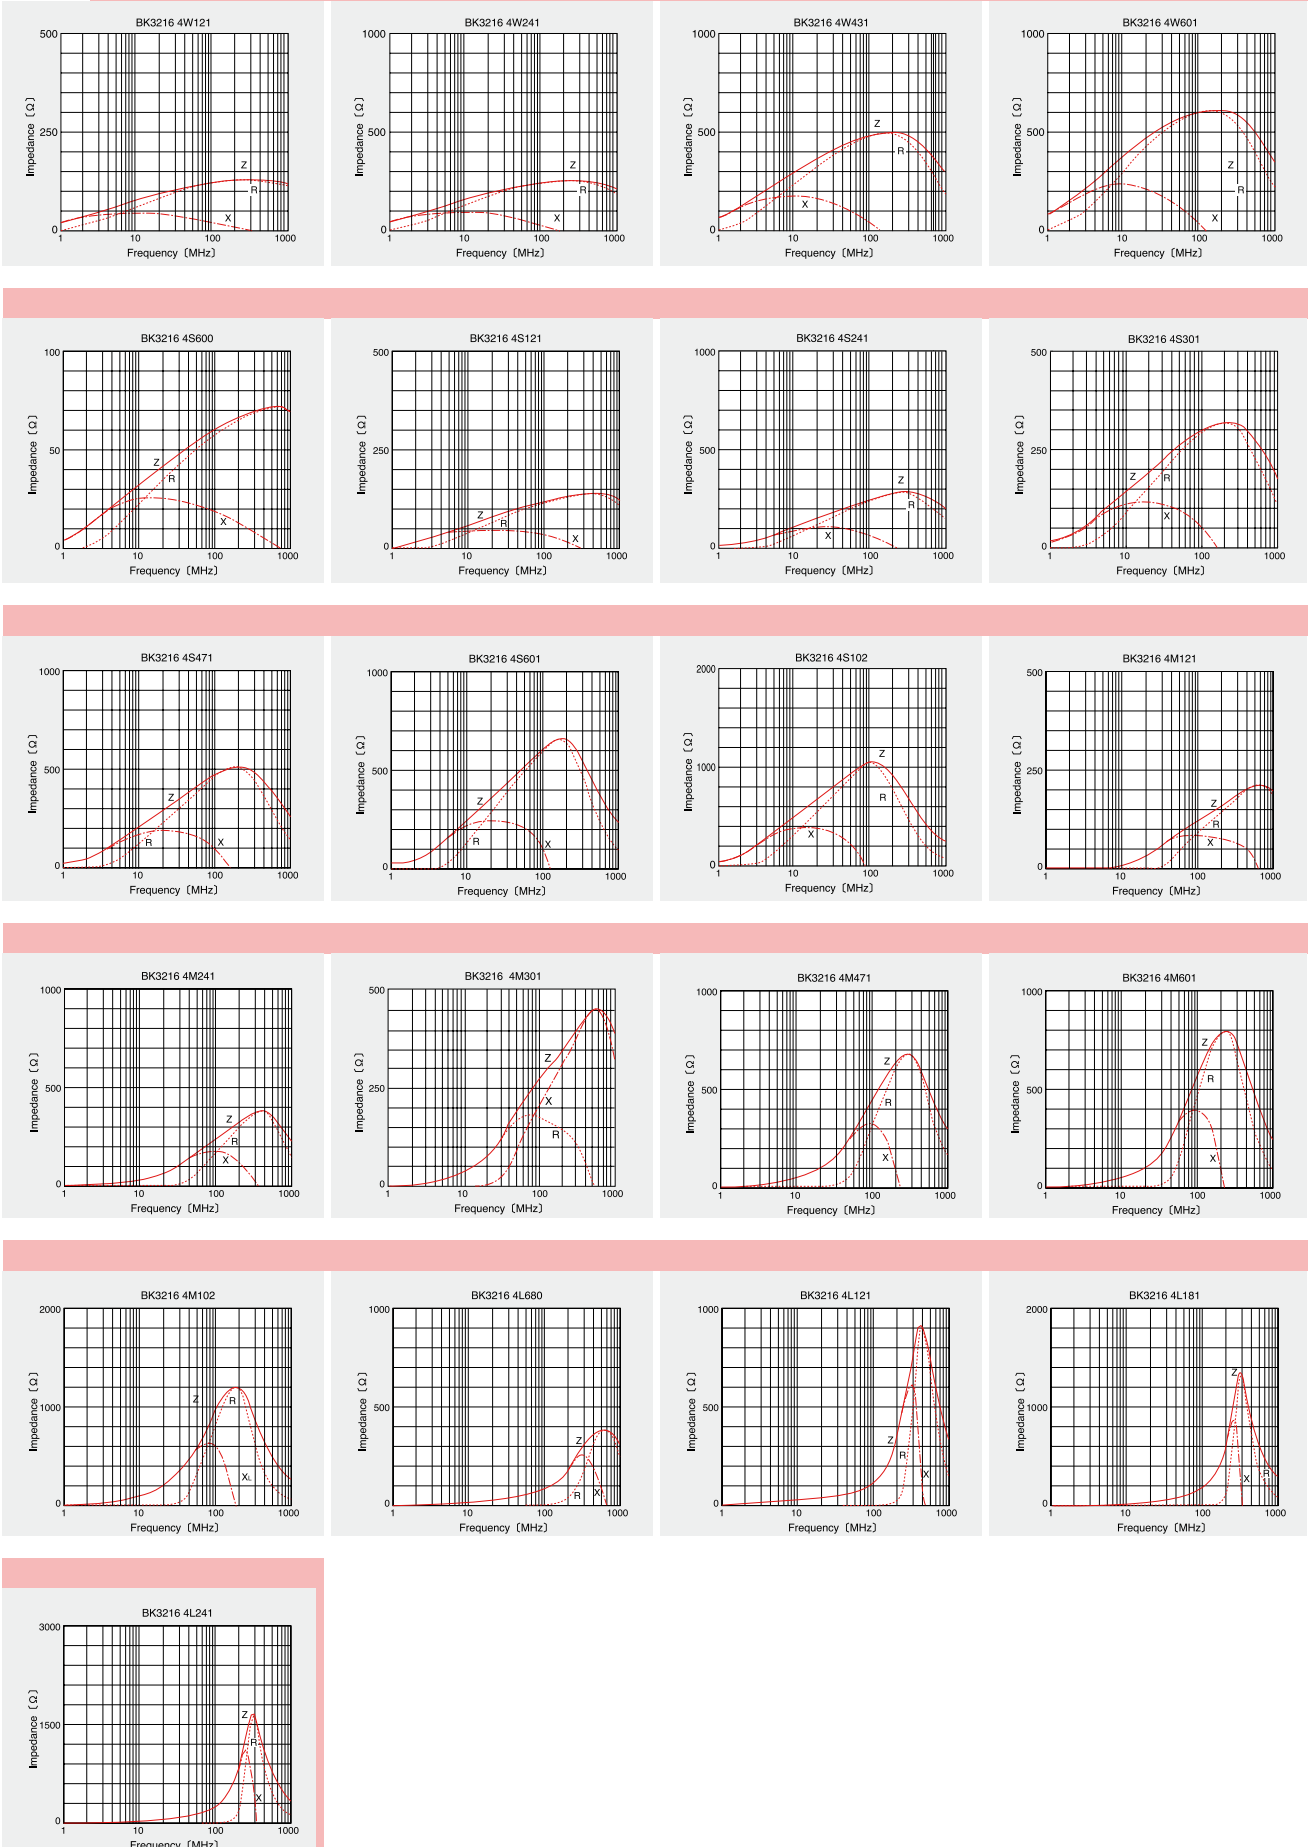 BK3216 4W121
500
250
0
Impedance〔Ω〕
Z
R
X
1
10
100
1000
Frequency〔MHz〕
BK3216 4W241
1000
500
0
Impedance〔Ω〕
Z
R
X
1
10
100
1000
Frequency〔MHz〕
BK3216 4W431
1000
500
0
Impedance〔Ω〕
Z
R
X
1
10
100
1000
Frequency〔MHz〕
BK3216 4W601
1000
500
0
Impedance〔Ω〕
Z
R
X
1
10
100
1000
Frequency〔MHz〕
BK3216 4S600
100
50
0
Impedance〔Ω〕
Z
R
X
1
10
100
1000
Frequency〔MHz〕
BK3216 4S121
500
250
0
Impedance〔Ω〕
Z
R
X
1
10
100
1000
Frequency〔MHz〕
BK3216 4S241
1000
500
0
Impedance〔Ω〕
Z
R
X
1
10
100
1000
Frequency〔MHz〕
BK3216 4S301
500
250
0
Impedance〔Ω〕
Z
R
X
1
10
100
1000
Frequency〔MHz〕
BK3216 4S471
1000
500
0
Impedance〔Ω〕
Z
R
X
1
10
100
1000
Frequency〔MHz〕
BK3216 4S601
1000
500
0
Impedance〔Ω〕
Z
R
X
1
10
100
1000
Frequency〔MHz〕
BK3216 4S102
2000
1000
0
Impedance〔Ω〕
Z
R
X
1
10
100
1000
Frequency〔MHz〕
BK3216 4M121
500
250
0
Impedance〔Ω〕
Z
R
X
1
10
100
1000
Frequency〔MHz〕
BK3216 4M241
1000
500
0
Impedance〔Ω〕
Z
R
X
1
10
100
1000
Frequency〔MHz〕
BK3216 4M301
500
250
0
Impedance〔Ω〕
Z
X
R
1
10
100
1000
Frequency〔MHz〕
BK3216 4M471
1000
500
0
Impedance〔Ω〕
Z
R
X
1
10
100
1000
Frequency〔MHz〕
BK3216 4M601
1000
500
0
Impedance〔Ω〕
Z
R
X
1
10
100
1000
Frequency〔MHz〕
BK3216 4M102
2000
1000
0
Impedance〔Ω〕
Z
R
XL
1
10
100
1000
Frequency〔MHz〕
BK3216 4L680
1000
500
0
Impedance〔Ω〕
Z
R
X
1
10
100
1000
Frequency〔MHz〕
BK3216 4L121
1000
500
0
Impedance〔Ω〕
Z
R
X
1
10
100
1000
Frequency〔MHz〕
BK3216 4L181
2000
1000
0
Impedance〔Ω〕
Z
X
R
1
10
100
1000
Frequency〔MHz〕
BK3216 4L241
3000
1500
0
Impedance〔Ω〕
Z
R
X
1
10
100
1000
Frequency〔MHz〕